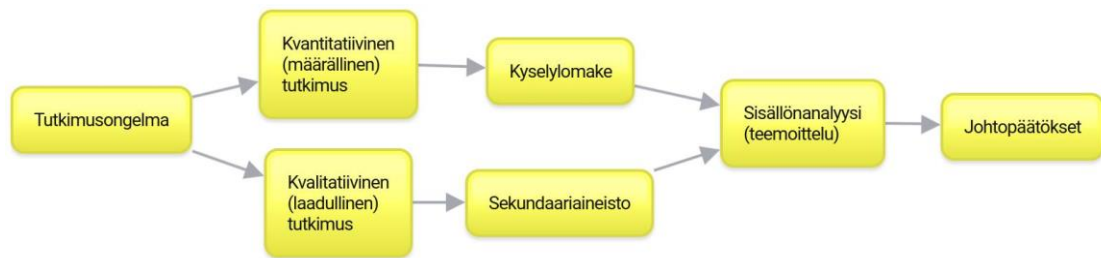 Tutkimusongelma
Kvantitatiivinen
(määrällinen)
tutkimus
Kyselylomake
Kvalitatiivinen
(laadullinen)
tutkimus
Sekundaariaineisto
Sisällönanalyysi
(teemoittelu)
Johtopäätökset